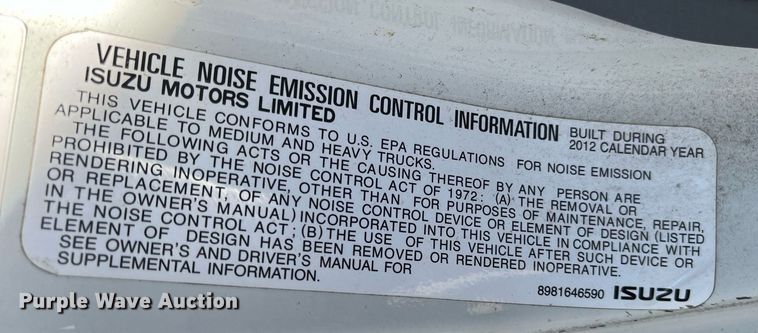 VEHICLE NOISE EMISSION CONTROL INFORMATION
BUILT DURING
2012 CALENDAR YEAR
ISUZU MOTORS LIMITED
THIS VEHICLE CONFORMS TO U.S. EPA REGULATIONS FOR NOISE EMISSION
APPLICABLE TO MEDIUM AND HEAVY TRUCKS.
THE FOLLOWING ACTS OR THE CAUSING THEREOF BY ANY PERSON ARE
PROHIBITED BY THE NOISE CONTROL ACT OF 1972: (A) THE REMOVAL OR
RENDERING INOPERATIVE, OTHER THAN FOR PURPOSES OF MAINTENANCE, REPAIR,
OR REPLACEMENT OF ANY NOISE CONTROL DEVICE OR ELEMENT OF DESIGN (LISTED
IN THE OWNER'S MANUAL) INCORPORATED INTO THIS VEHICLE IN COMPLIANCE WITH
THE NOISE CONTROL ACT; (B) THE USE OF THIS VEHICLE AFTER SUCH DEVICE OR
ELEMENT OF DESIGN HAS BEEN REMOVED OR RENDERED INOPERATIVE.
SEE OWNER'S AND DRIVER'S MANUAL FOR
SUPPLEMENTAL INFORMATION.
8981646590 ISUZU
Purple Wave Auction